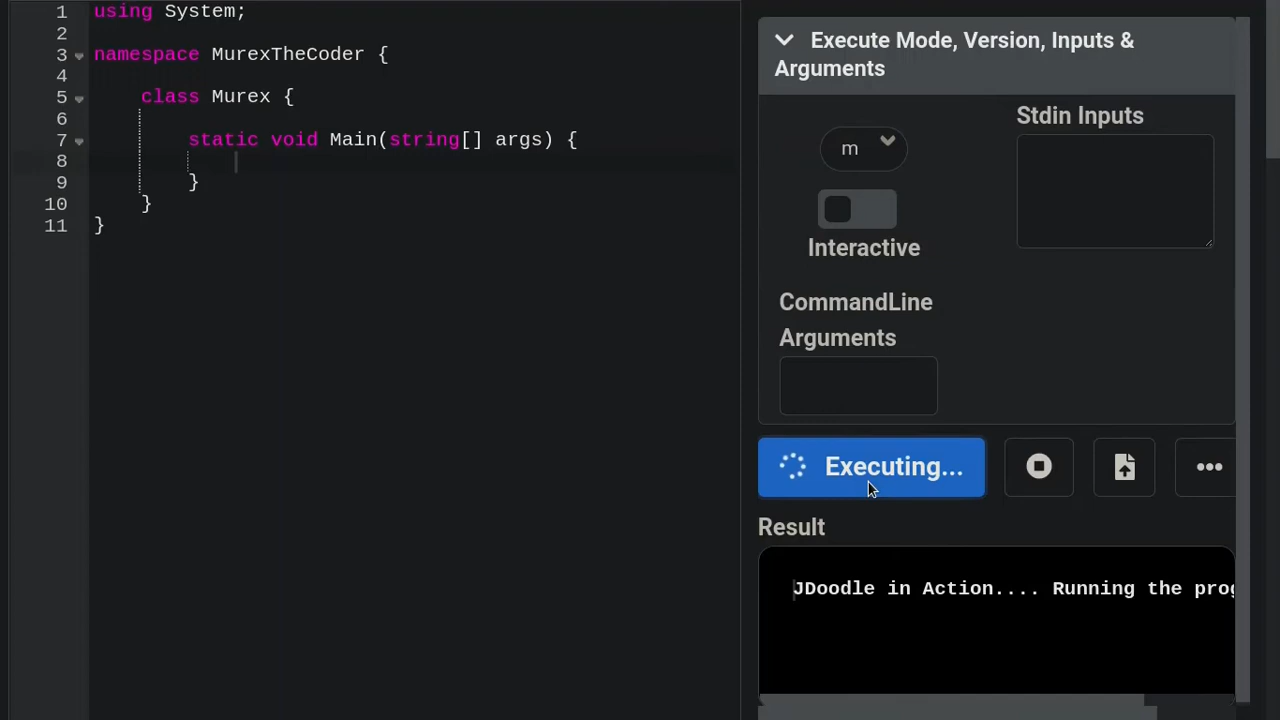 1 using System;
2
3 namespace MurexTheCoder {
4
5     class Murex {
6
7         static void Main(string[] args) {
8
9         }
10     }
11 }
Execute Mode, Version, Inputs &
Arguments
m
Interactive
Stdin Inputs
CommandLine
Arguments
Executing...
Result
JDoodle in Action.... Running the prog